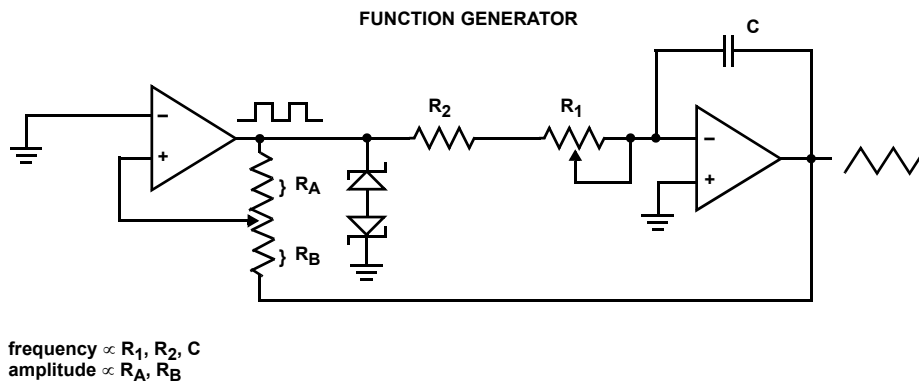 FUNCTION GENERATOR
C
R2
R1
−
+
RA
RB
−
+
frequency ∝ R1, R2, C
amplitude ∝ RA, RB